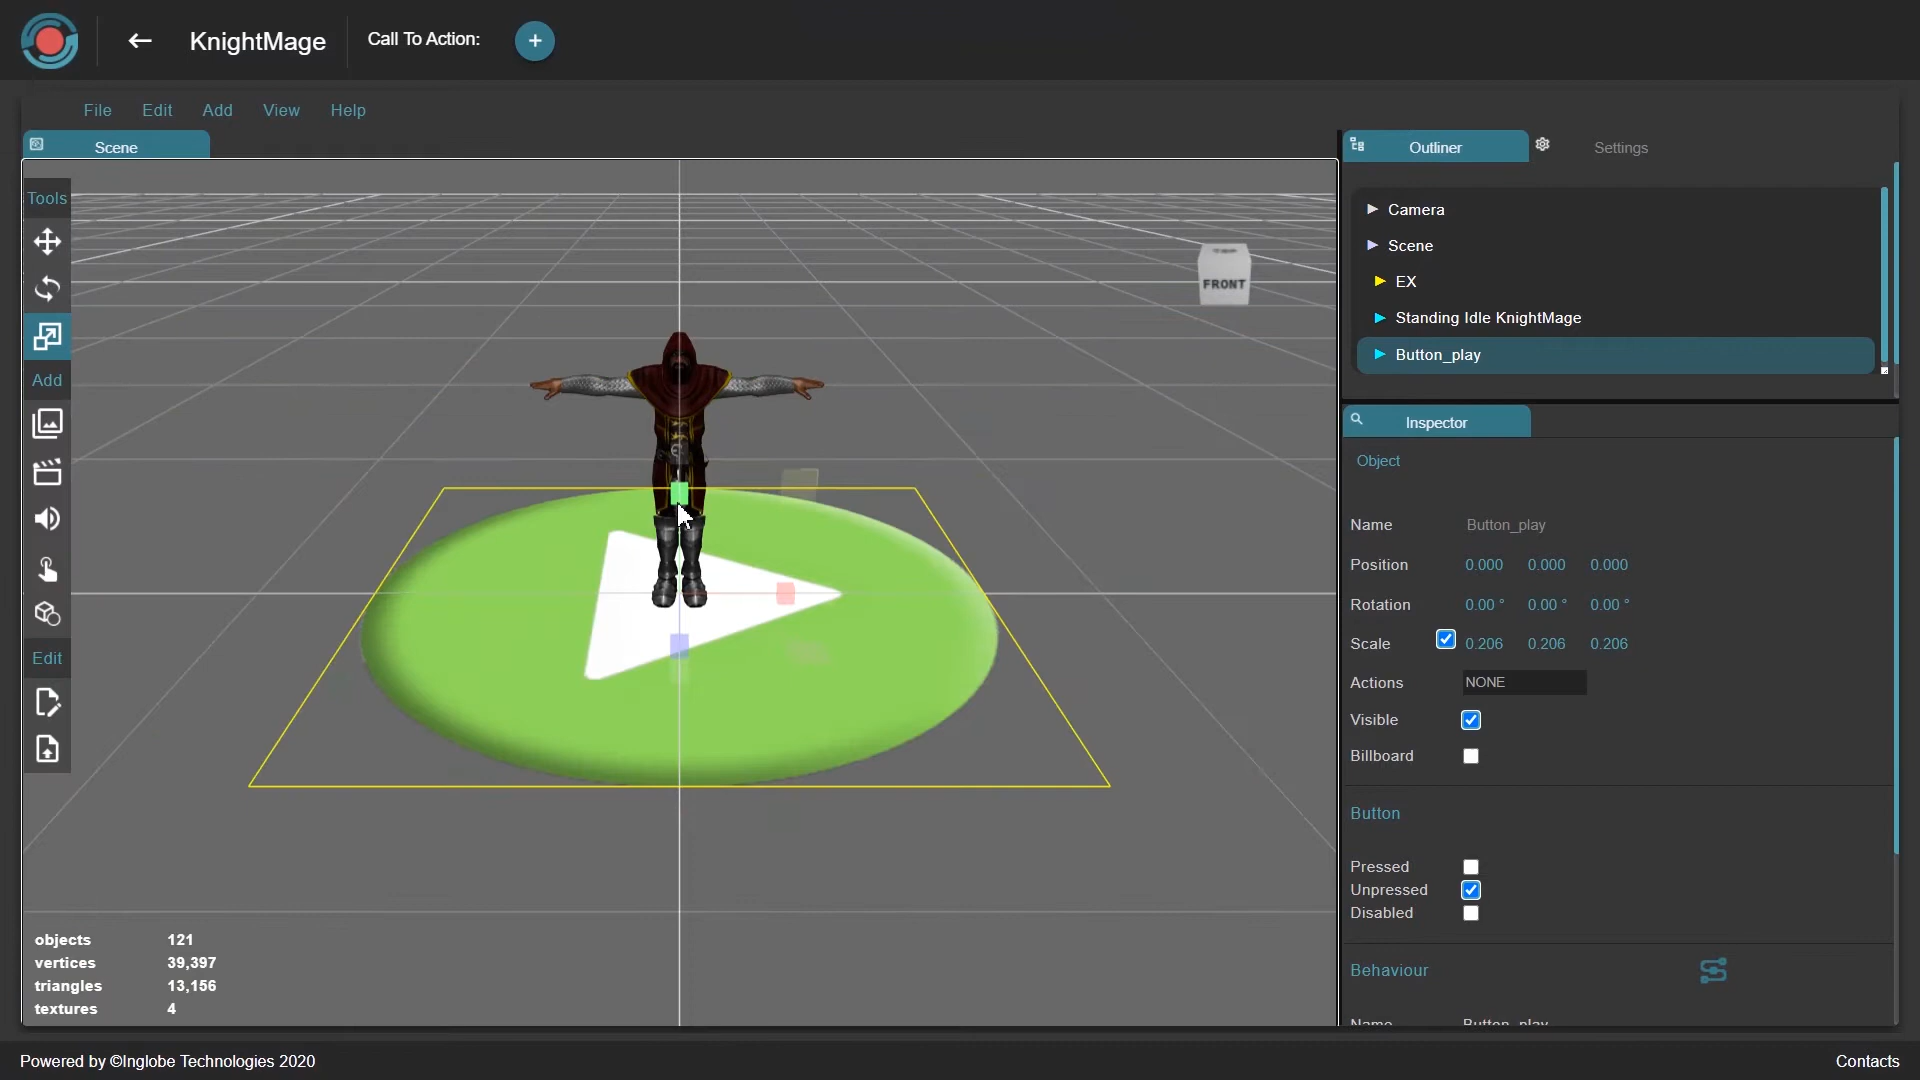 KnightMage
Call To Action:
+
File Edit Add View Help
Scene
Outliner
Settings
Tools
Camera
Scene
EX
Standing Idle KnightMage
Button_play
FRONT
Add
Inspector
Object
Name Button_play
Position 0.000 0.000 0.000
Rotation 0.00 ° 0.00 ° 0.00 °
Scale 0.206 0.206 0.206
Actions NONE
Visible
Billboard
Edit
Button
Pressed
Unpressed
Disabled
Behaviour
Name Button_play
objects 121
vertices 39,397
triangles 13,156
textures 4
Powered by ©Inglobe Technologies 2020
Contacts